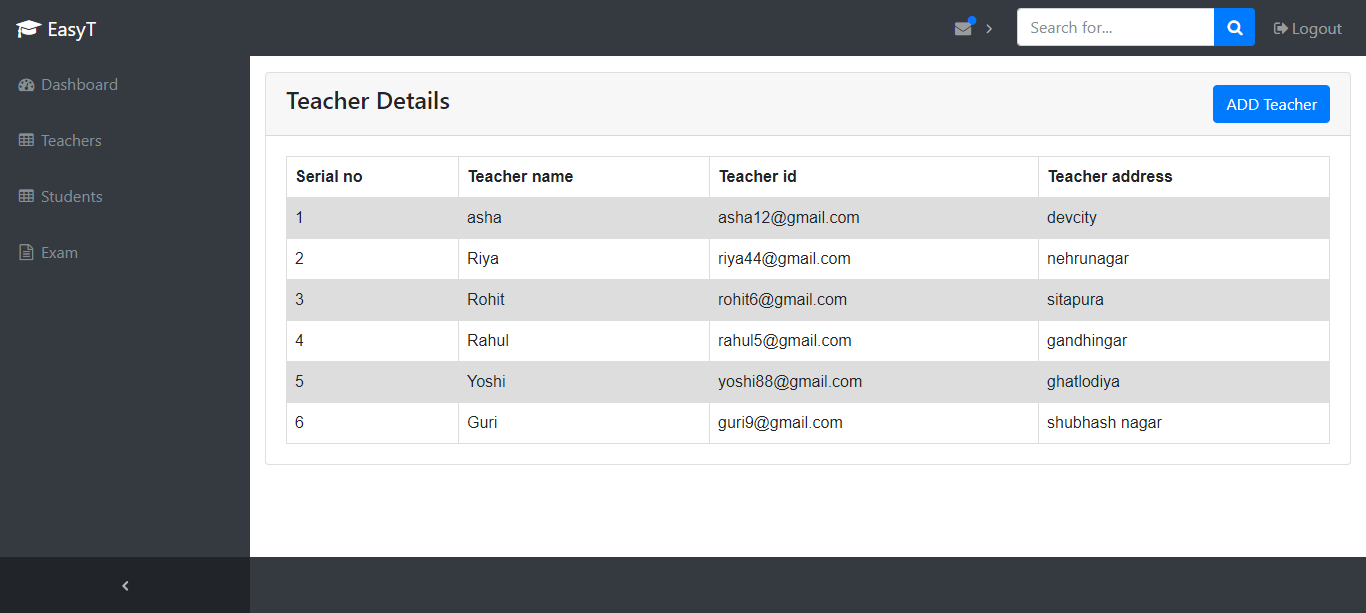 EasyT
Search for...
Logout
Dashboard
Teachers
Students
Exam
Teacher Details
ADD Teacher
Serial no Teacher name Teacher id Teacher address
1 asha asha12@gmail.com devcity
2 Riya riya44@gmail.com nehrunagar
3 Rohit rohit6@gmail.com sitapura
4 Rahul rahul5@gmail.com gandhingar
5 Yoshi yoshi88@gmail.com ghatlodiya
6 Guri guri9@gmail.com shubhash nagar